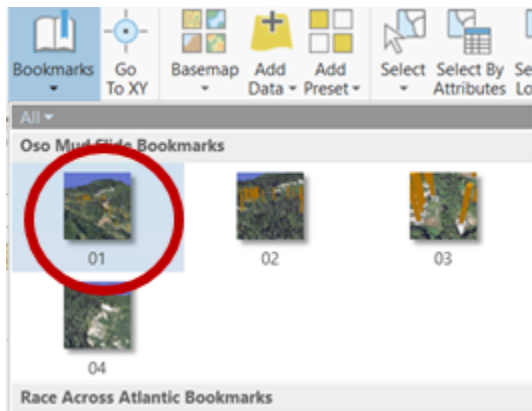 Bookmarks Go To XY Basemap Add Data Add Preset Select Select By Attributes
All
Oso Mud Slide Bookmarks
01 02 03
04
Race Across Atlantic Bookmarks